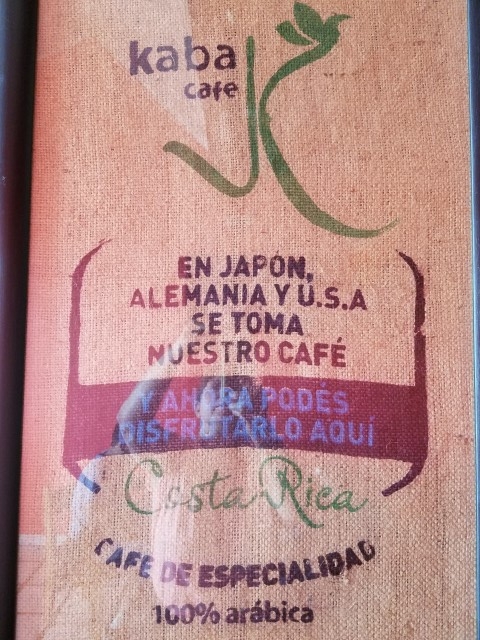 kaba
cafe
EN JAPÓN,
ALEMANIA Y U.S.A
SE TOMA
NUESTRO CAFÉ
Y AHORA PODÉS
DISFRUTARLO AQUÍ
Costa Rica
CAFE DE ESPECIALIDAD
100% arábica